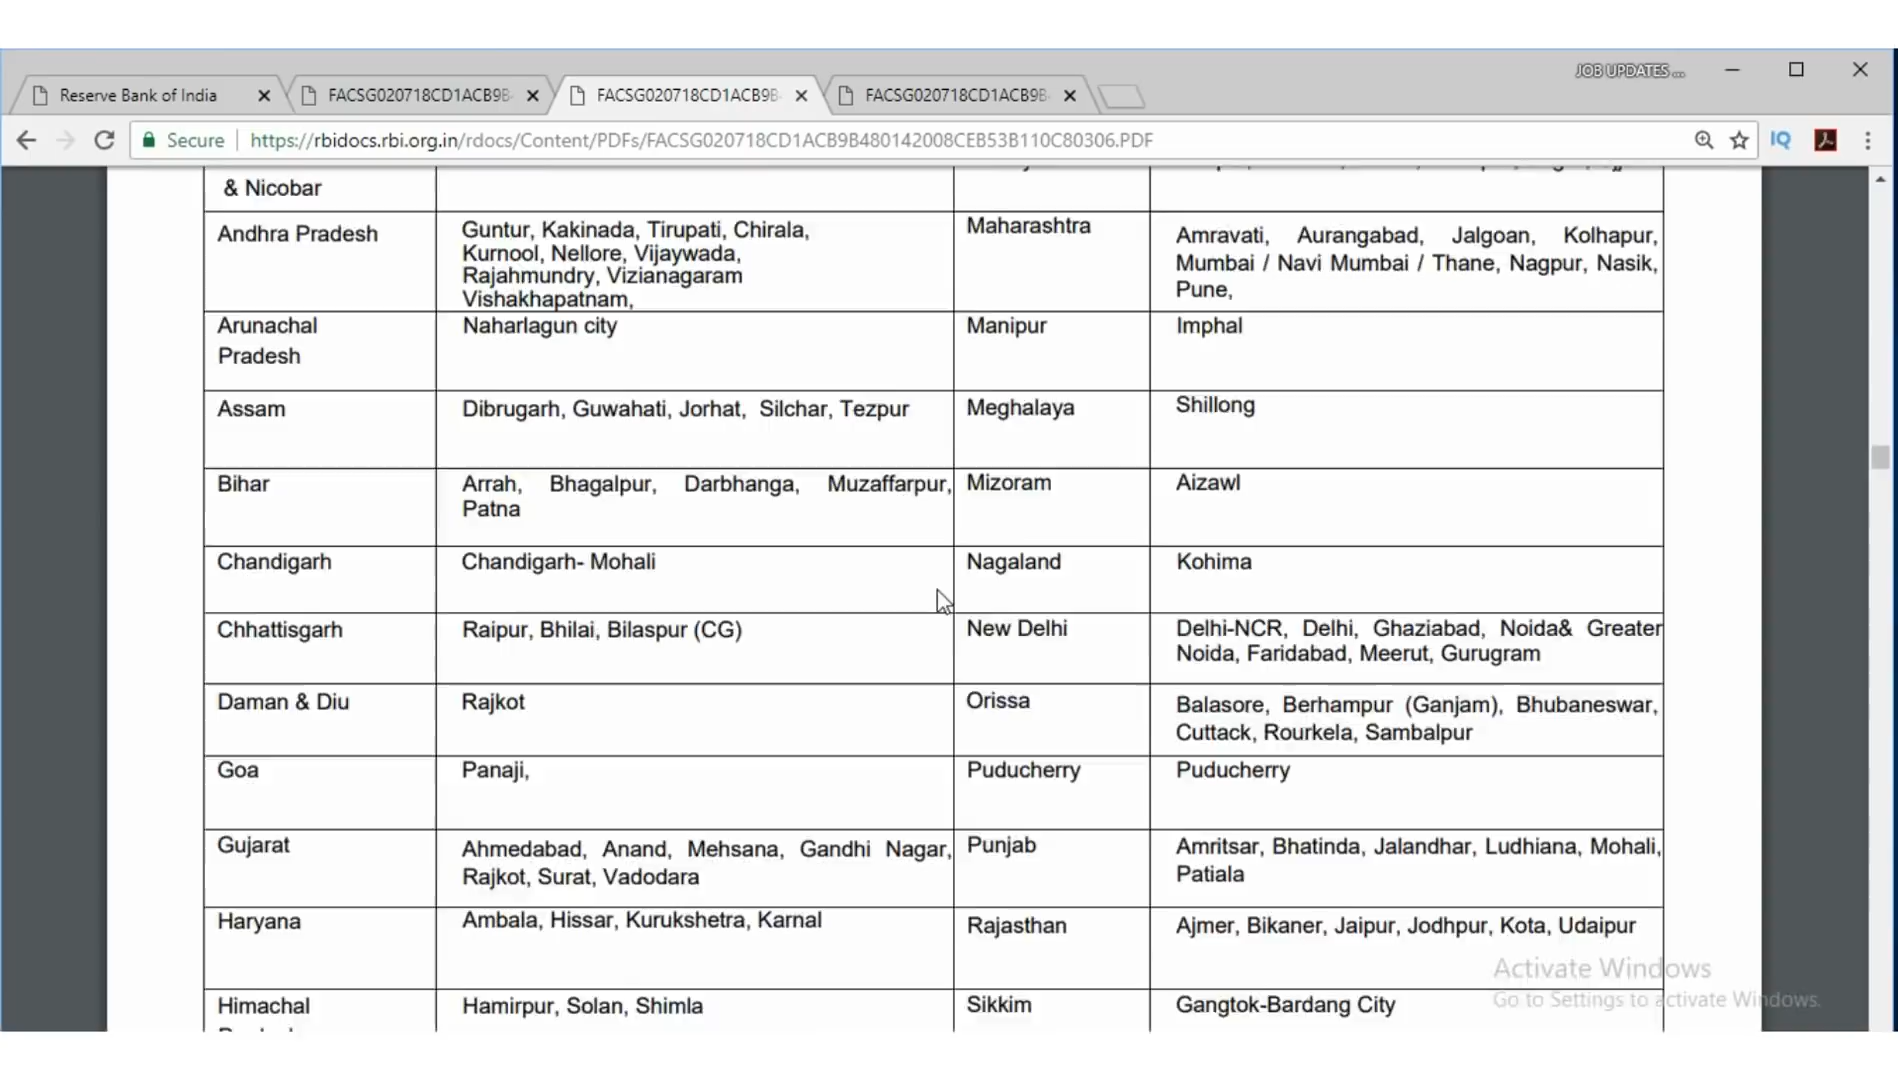 JOB UPDATES ...
Reserve Bank of India
FACSG020718CD1ACB9B
FACSG020718CD1ACB9B
FACSG020718CD1ACB9B
Secure
https://rbidocs.rbi.org.in/rdocs/Content/PDFs/FACSG020718CD1ACB9B480142008CEB53B110C80306.PDF
IQ
& Nicobar
Andhra Pradesh
Guntur, Kakinada, Tirupati, Chirala,
Kurnool, Nellore, Vijaywada,
Rajahmundry, Vizianagaram
Vishakhapatnam,
Maharashtra
Amravati, Aurangabad, Jalgoan, Kolhapur,
Mumbai / Navi Mumbai / Thane, Nagpur, Nasik,
Pune,
Arunachal
Pradesh
Naharlagun city
Manipur
Imphal
Assam
Dibrugarh, Guwahati, Jorhat, Silchar, Tezpur
Meghalaya
Shillong
Bihar
Arrah, Bhagalpur, Darbhanga, Muzaffarpur,
Patna
Mizoram
Aizawl
Chandigarh
Chandigarh- Mohali
Nagaland
Kohima
Chhattisgarh
Raipur, Bhilai, Bilaspur (CG)
New Delhi
Delhi-NCR, Delhi, Ghaziabad, Noida& Greater
Noida, Faridabad, Meerut, Gurugram
Daman & Diu
Rajkot
Orissa
Balasore, Berhampur (Ganjam), Bhubaneswar,
Cuttack, Rourkela, Sambalpur
Goa
Panaji,
Puducherry
Puducherry
Gujarat
Ahmedabad, Anand, Mehsana, Gandhi Nagar,
Rajkot, Surat, Vadodara
Punjab
Amritsar, Bhatinda, Jalandhar, Ludhiana, Mohali,
Patiala
Haryana
Ambala, Hissar, Kurukshetra, Karnal
Rajasthan
Ajmer, Bikaner, Jaipur, Jodhpur, Kota, Udaipur
Himachal
Hamirpur, Solan, Shimla
Sikkim
Gangtok-Bardang City
Activate Windows
Go to Settings to activate Windows.